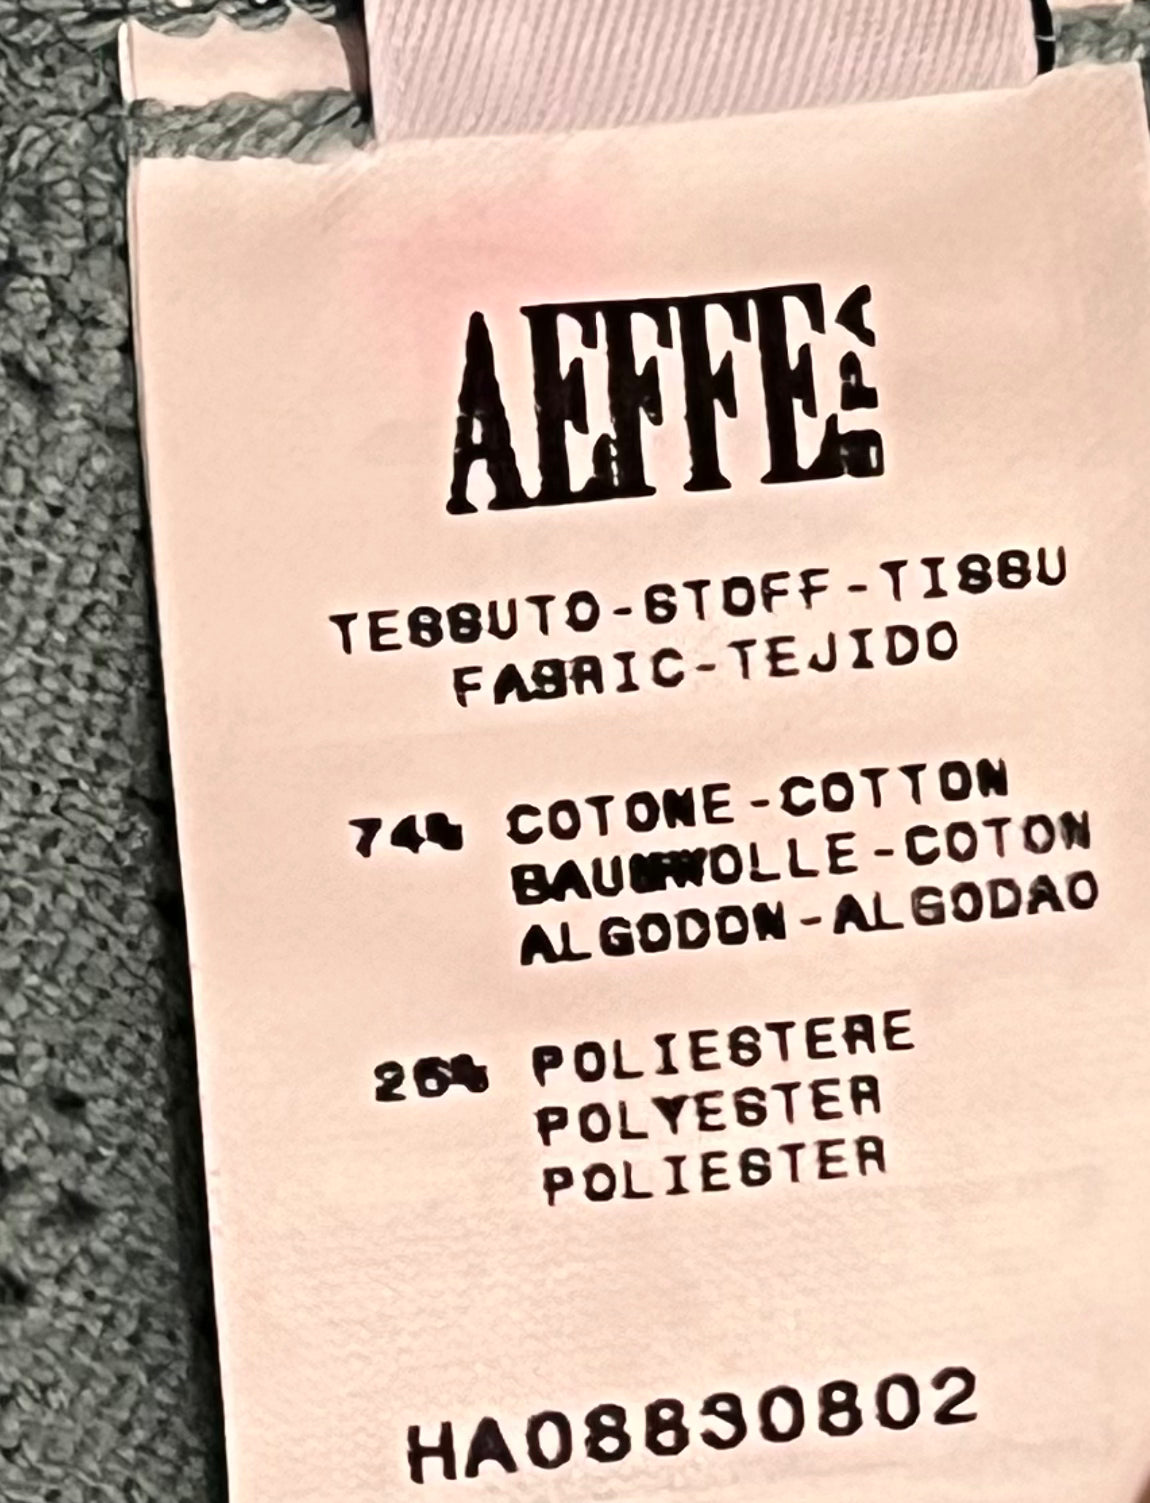 AEFFE SPA
TESSUTO-STOFF-TISSU
FABRIC-TEJIDO
74% COTONE-COTTON
BAUMWOLLE-COTON
ALGODON-ALGODAO
26% POLIESTERE
POLYESTER
POLIESTER
HA08830802